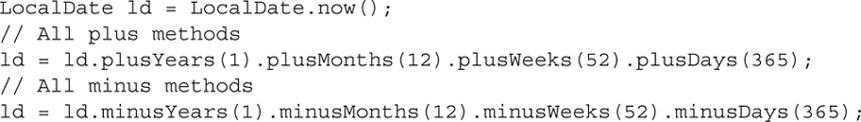 LocalDate ld = LocalDate.now();
// All plus methods
ld = ld.plusYears(1).plusMonths(12).plusWeeks(52).plusDays(365);
// All minus methods
ld = ld.minusYears(1).minusMonths(12).minusWeeks(52).minusDays(365);